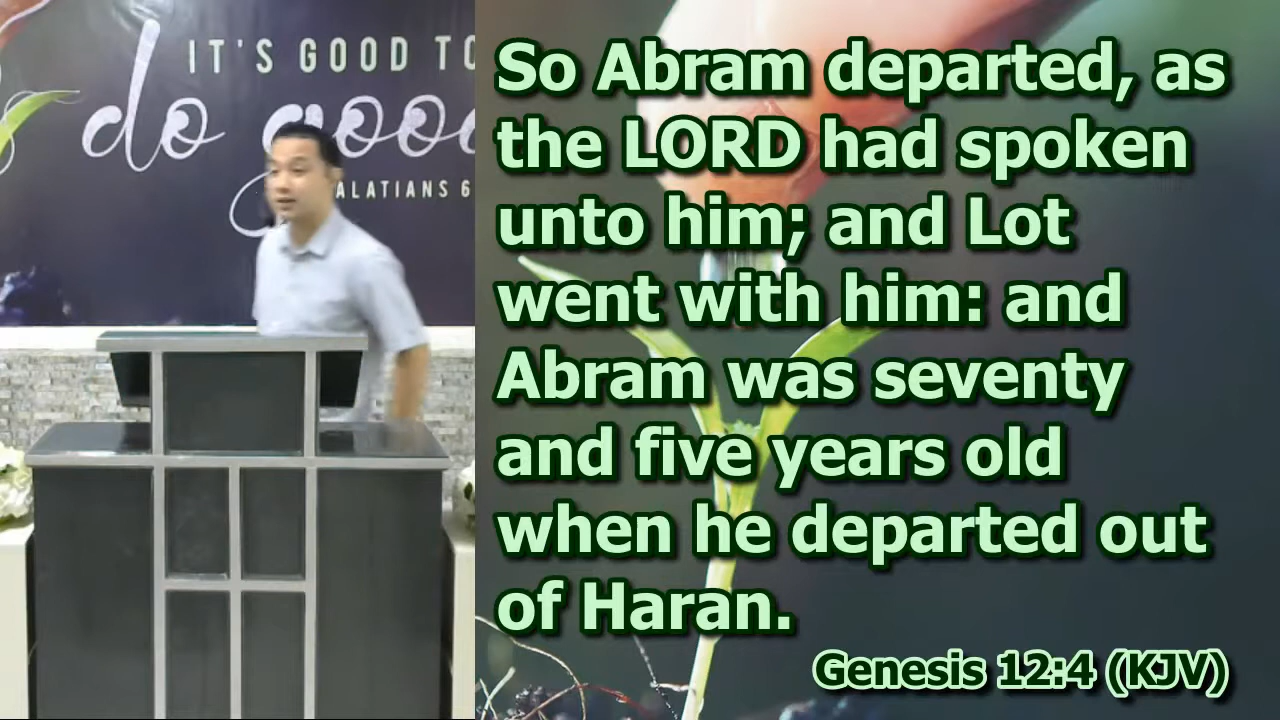 IT'S GOOD TO
do good
ALATIANS 6
So Abram departed, as
the LORD had spoken
unto him; and Lot
went with him: and
Abram was seventy
and five years old
when he departed out
of Haran.
Genesis 12:4 (KJV)